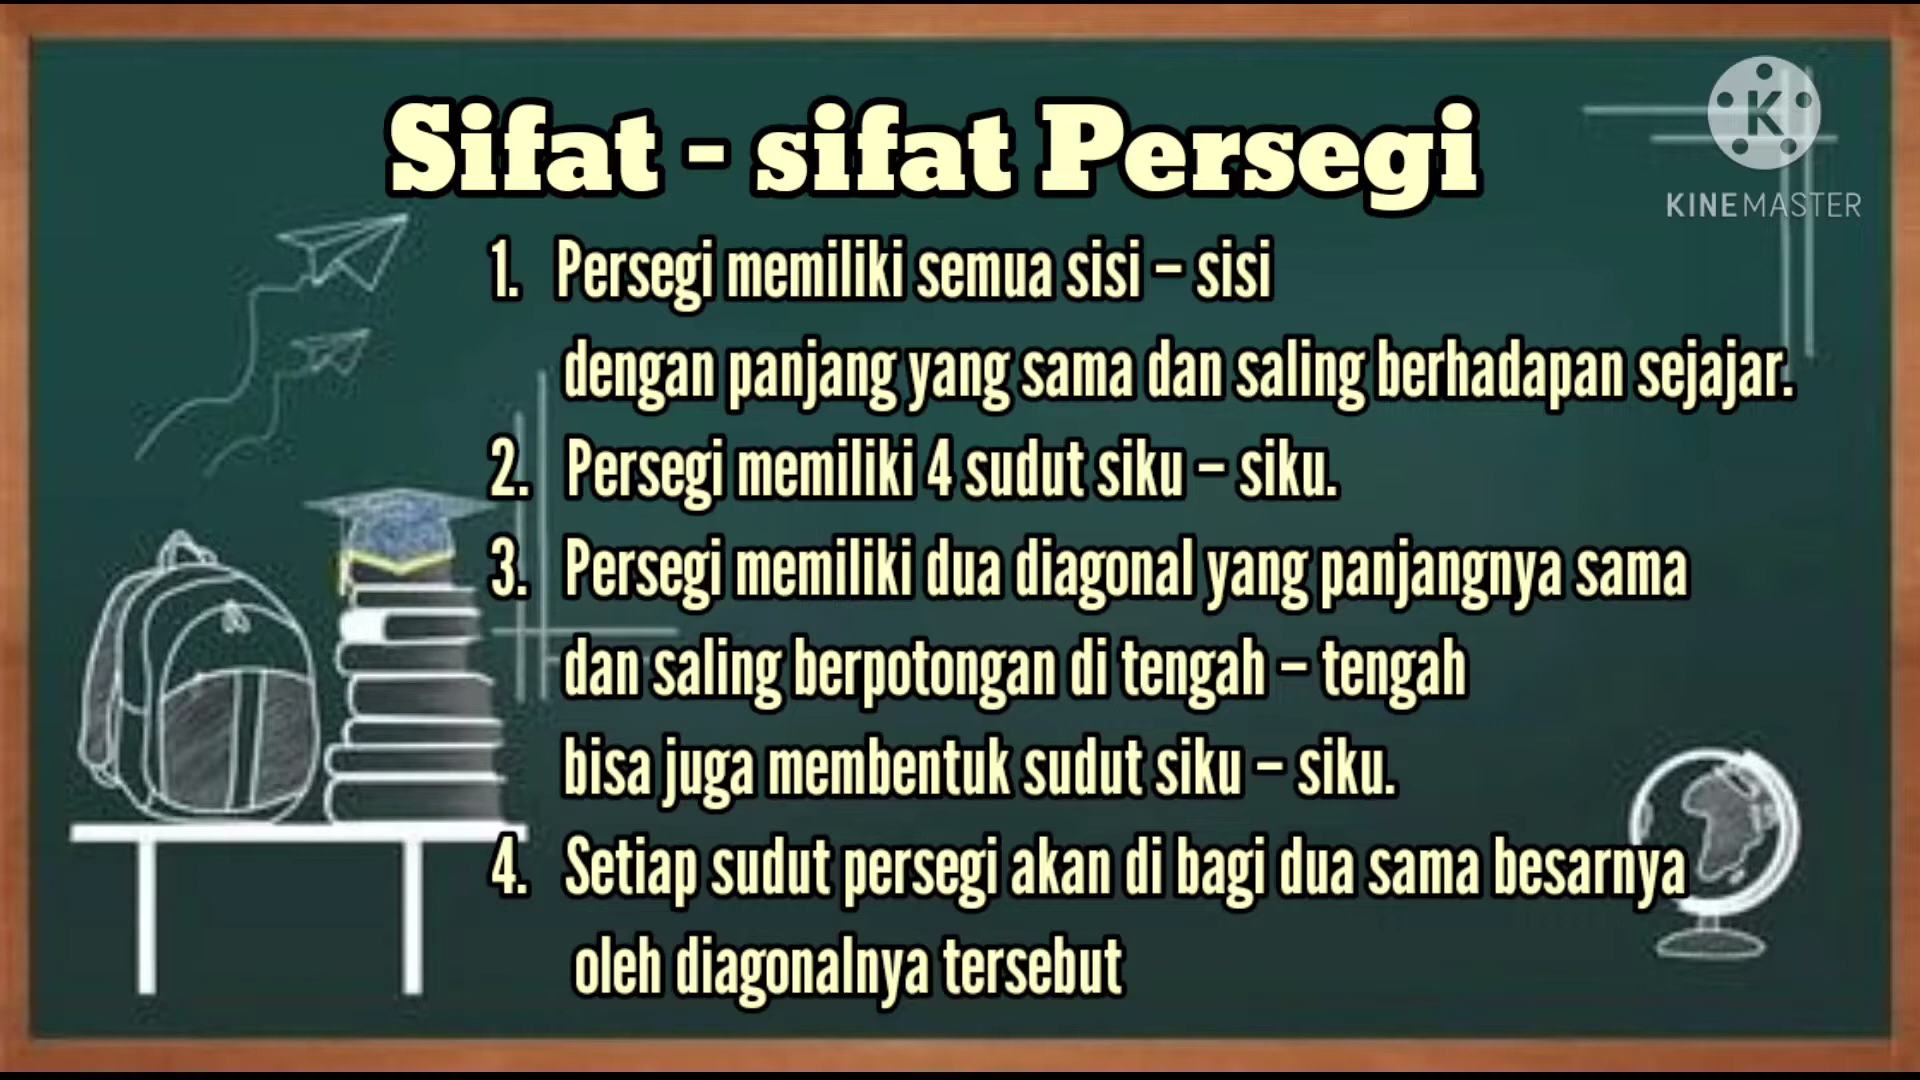 Sifat - sifat Persegi
K
KINEMASTER
1. Persegi memiliki semua sisi – sisi
dengan panjang yang sama dan saling berhadapan sejajar.
2. Persegi memiliki 4 sudut siku – siku.
3. Persegi memiliki dua diagonal yang panjangnya sama
dan saling berpotongan di tengah – tengah
bisa juga membentuk sudut siku – siku.
4. Setiap sudut persegi akan di bagi dua sama besarnya
oleh diagonalnya tersebut